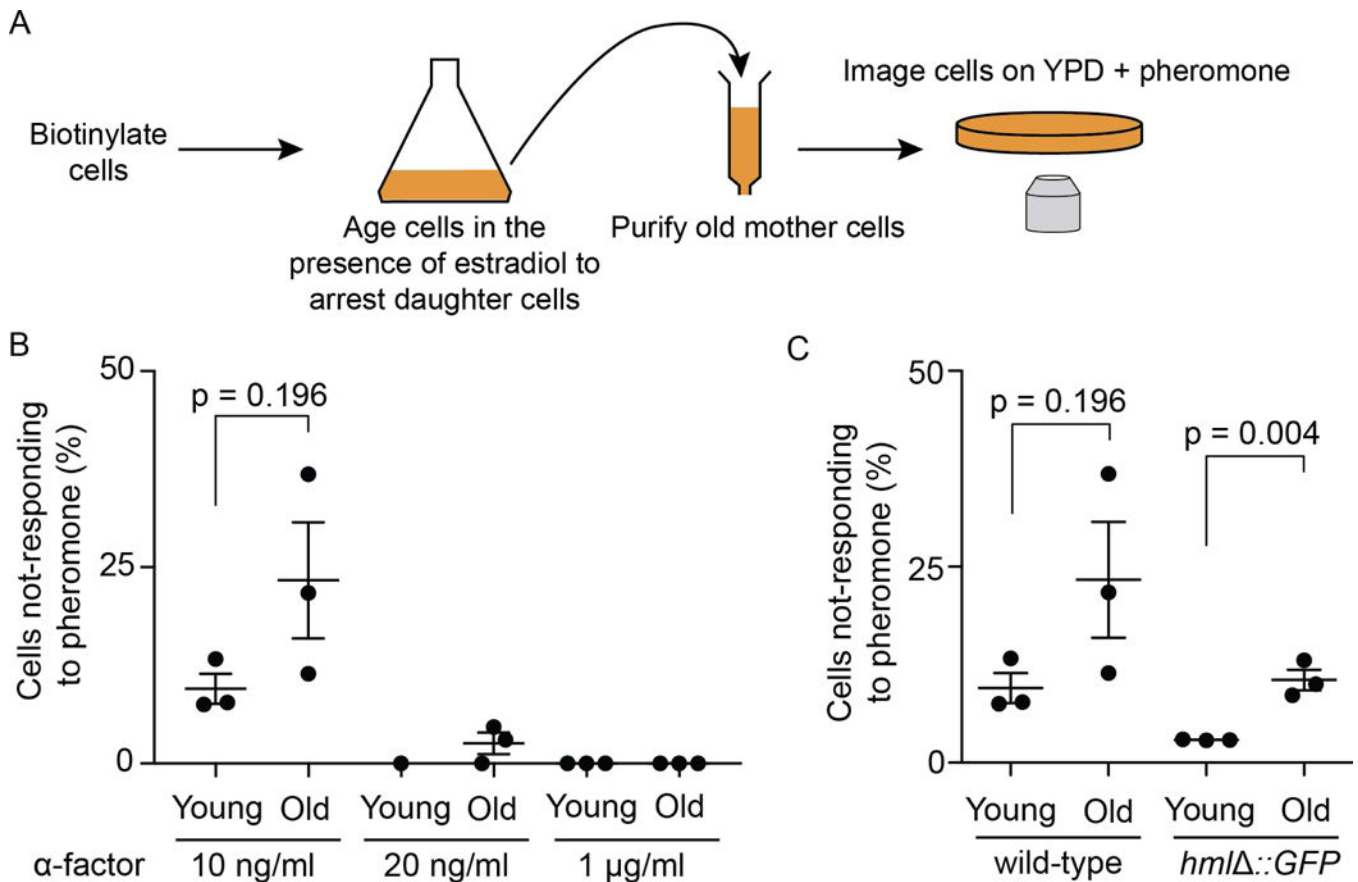 A
Biotinylate
cells
Age cells in the
presence of estradiol to
arrest daughter cells
Purify old mother cells
Image cells on YPD + pheromone
B
Cells not-responding
to pheromone (%)
50
25
0
p = 0.196
Young Old Young Old Young Old
α-factor 10 ng/ml 20 ng/ml 1 µg/ml
C
Cells not-responding
to pheromone (%)
50
25
0
p = 0.196
p = 0.004
Young Old Young Old
wild-type hmlΔ::GFP